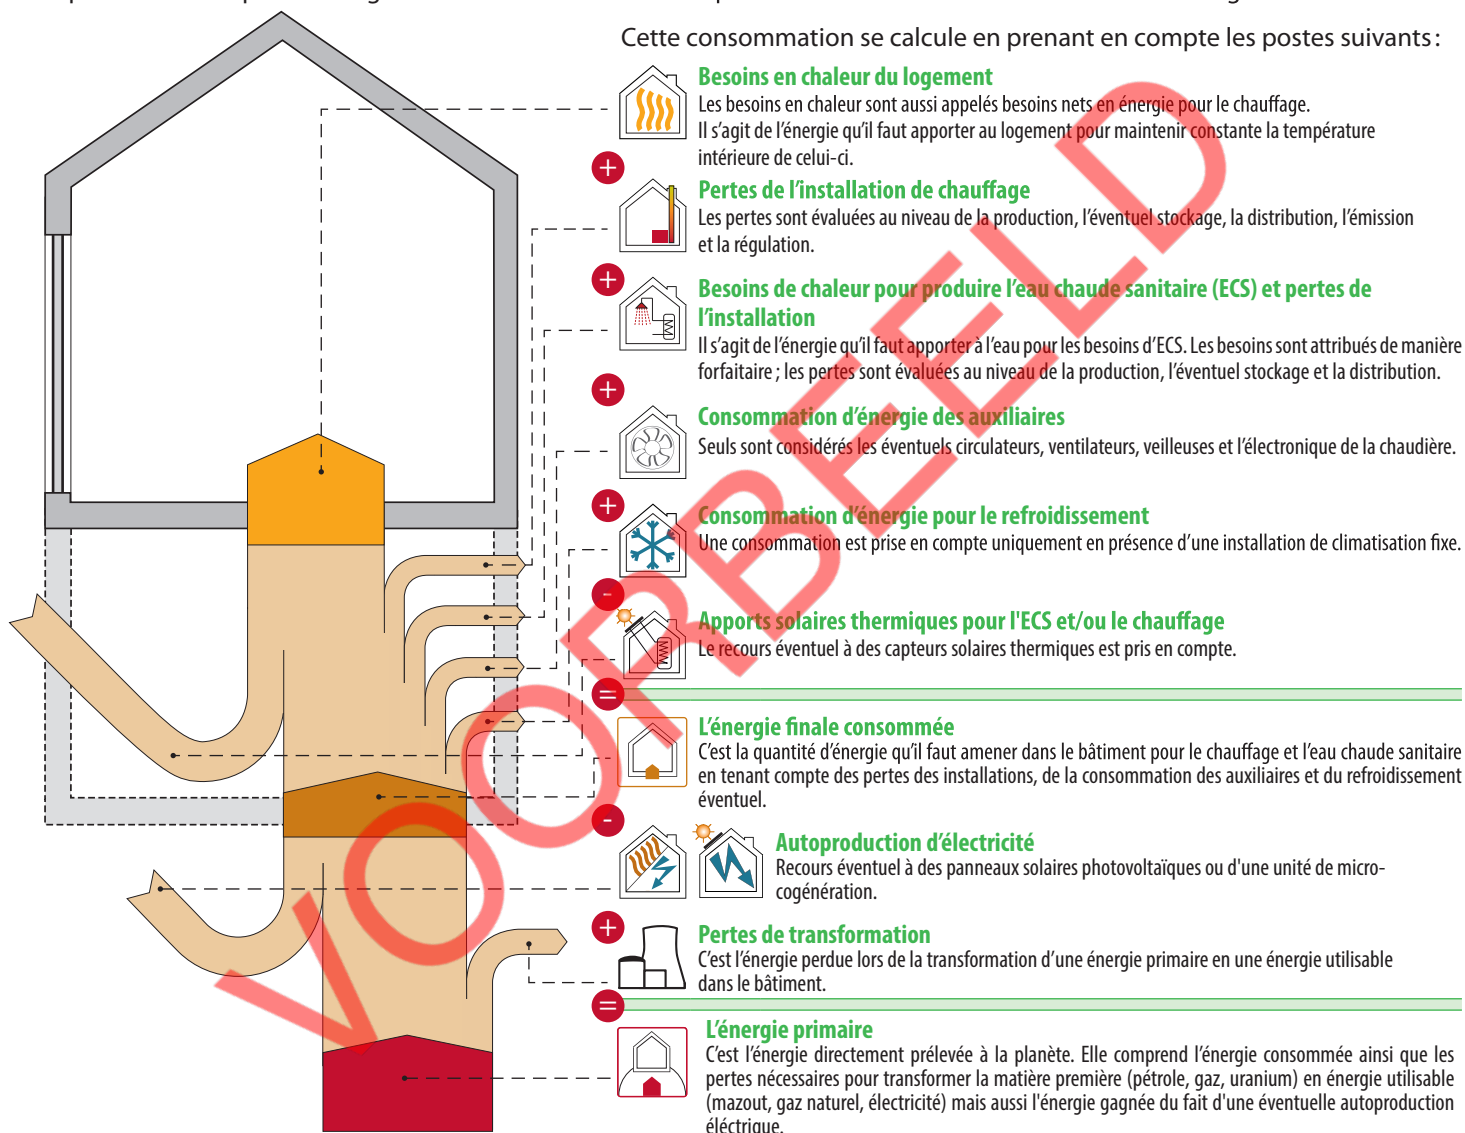 Cette consommation se calcule en prenant en compte les postes suivants :
Besoins en chaleur du logement
Les besoins en chaleur sont aussi appelés besoins nets en énergie pour le chauffage.
Il s’agit de l’énergie qu’il faut apporter au logement pour maintenir constante la température
intérieure de celui-ci.
+
Pertes de l’installation de chauffage
Les pertes sont évaluées au niveau de la production, l’éventuel stockage, la distribution, l’émission
et la régulation.
+
Besoins de chaleur pour produire l’eau chaude sanitaire (ECS) et pertes de
l’installation
Il s’agit de l’énergie qu’il faut apporter à l’eau pour les besoins d’ECS. Les besoins sont attribués de manière
forfaitaire ; les pertes sont évaluées au niveau de la production, l’éventuel stockage et la distribution.
+
Consommation d’énergie des auxiliaires
Seuls sont considérés les éventuels circulateurs, ventilateurs, veilleuses et l’électronique de la chaudière.
+
Consommation d’énergie pour le refroidissement
Une consommation est prise en compte uniquement en présence d’une installation de climatisation fixe.
-
Apports solaires thermiques pour l'ECS et/ou le chauffage
Le recours éventuel à des capteurs solaires thermiques est pris en compte.
=
L’énergie finale consommée
C’est la quantité d’énergie qu’il faut amener dans le bâtiment pour le chauffage et l’eau chaude sanitaire
en tenant compte des pertes des installations, de la consommation des auxiliaires et du refroidissement
éventuel.
-
Autoproduction d’électricité
Recours éventuel à des panneaux solaires photovoltaïques ou d'une unité de micro-
cogénération.
+
Pertes de transformation
C’est l’énergie perdue lors de la transformation d’une énergie primaire en une énergie utilisable
dans le bâtiment.
=
L’énergie primaire
C’est l’énergie directement prélevée à la planète. Elle comprend l’énergie consommée ainsi que les
pertes nécessaires pour transformer la matière première (pétrole, gaz, uranium) en énergie utilisable
(mazout, gaz naturel, électricité) mais aussi l'énergie gagnée du fait d'une éventuelle autoproduction
éléctrique.
VOORBEELD